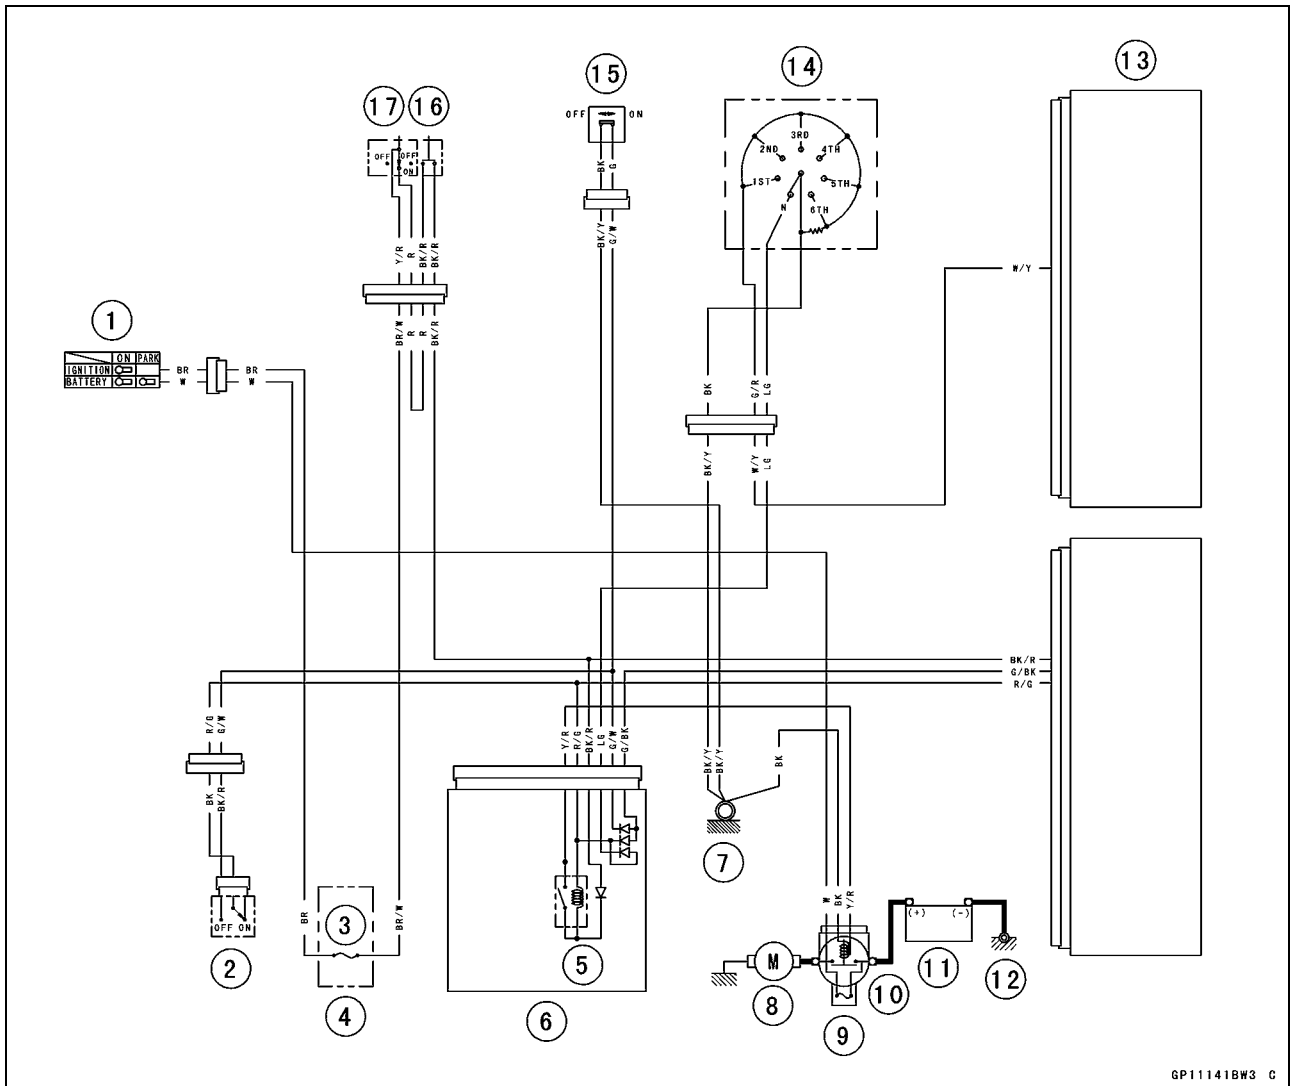 13
14
15
OFF
ON
17
16
3RD
2ND
4TH
OFF
OFF
ON
BK
G
1ST
5TH
N
6TH
BK/Y
G/W
Y/R
R
BK/R
BK/R
W/Y
1
BR/W
R
R
BK/R
ON
PARK
IGNITION
BR
BR
BATTERY
W
W
BK
G/R
LG
BK/Y
W/Y
LG
BK/R
G/BK
R/G
R/G
G/W
Y/R
R/G
BK/R
LG
G/W
G/BK
BK/Y
BK/Y
BK
BK
BK/R
7
W
BK
Y/R
BR
3
BR/W
(+)
(-)
OFF
ON
M
2
5
11
12
10
8
4
6
9
GP11141BW3 C